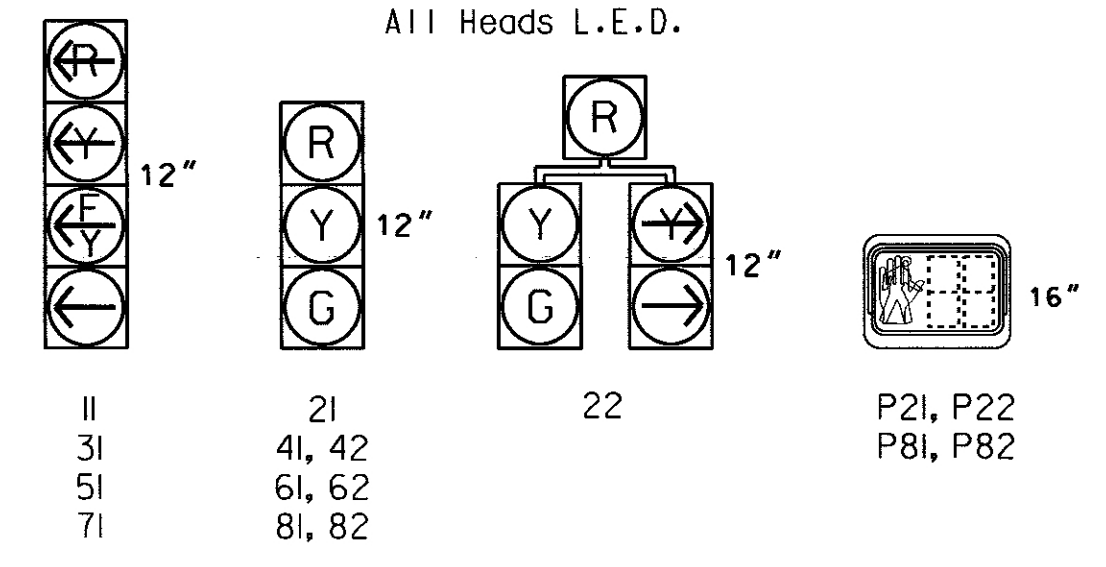 All Heads L.E.D.
R
Y
F
Y
12"
R
Y
G
12"
R
Y
G
Y
12"
16"
11
31
51
71
21
41, 42
61, 62
81, 82
22
P21, P22
P81, P82